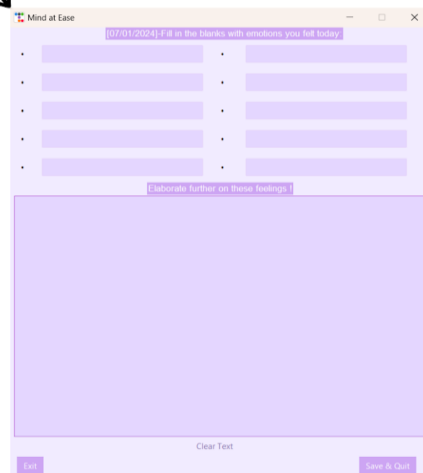 Mind at Ease
[07/01/2024]-Fill in the blanks with emotions you felt today
Elaborate further on these feelings !
Clear Text
Exit
Save & Quit